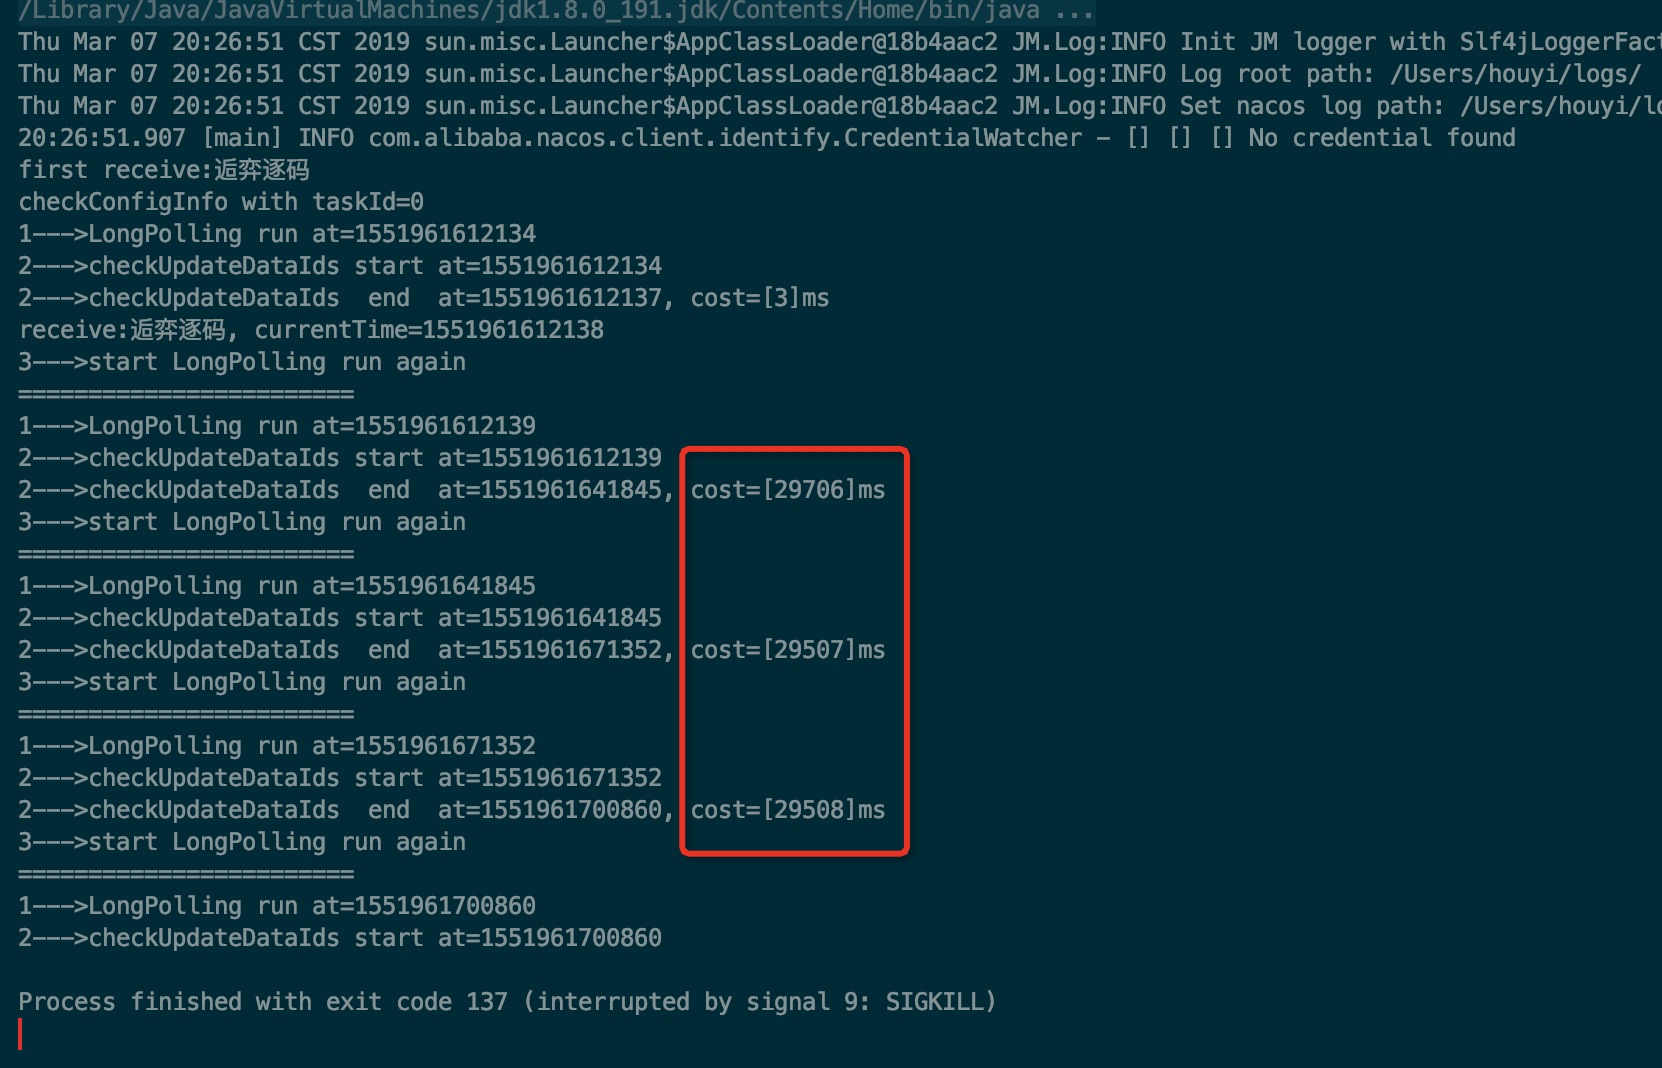 /Library/Java/JavaVirtualMachines/jdk1.8.0_191.jdk/Contents/Home/bin/java ...
Thu Mar 07 20:26:51 CST 2019 sun.misc.Launcher$AppClassLoader@18b4aac2 JM.Log:INFO Init JM logger with Slf4jLoggerFact
Thu Mar 07 20:26:51 CST 2019 sun.misc.Launcher$AppClassLoader@18b4aac2 JM.Log:INFO Log root path: /Users/houyi/logs/
Thu Mar 07 20:26:51 CST 2019 sun.misc.Launcher$AppClassLoader@18b4aac2 JM.Log:INFO Set nacos log path: /Users/houyi/lo
20:26:51.907 [main] INFO com.alibaba.nacos.client.identify.CredentialWatcher - [] [] [] No credential found
first receive:逅弈逐码
checkConfigInfo with taskId=0
1--->LongPolling run at=1551961612134
2--->checkUpdateDataIds start at=1551961612134
2--->checkUpdateDataIds  end  at=1551961612137, cost=[3]ms
receive:逅弈逐码, currentTime=1551961612138
3--->start LongPolling run again
========================
1--->LongPolling run at=1551961612139
2--->checkUpdateDataIds start at=1551961612139
2--->checkUpdateDataIds  end  at=1551961641845, cost=[29706]ms
3--->start LongPolling run again
========================
1--->LongPolling run at=1551961641845
2--->checkUpdateDataIds start at=1551961641845
2--->checkUpdateDataIds  end  at=1551961671352, cost=[29507]ms
3--->start LongPolling run again
========================
1--->LongPolling run at=1551961671352
2--->checkUpdateDataIds start at=1551961671352
2--->checkUpdateDataIds  end  at=1551961700860, cost=[29508]ms
3--->start LongPolling run again
========================
1--->LongPolling run at=1551961700860
2--->checkUpdateDataIds start at=1551961700860
Process finished with exit code 137 (interrupted by signal 9: SIGKILL)